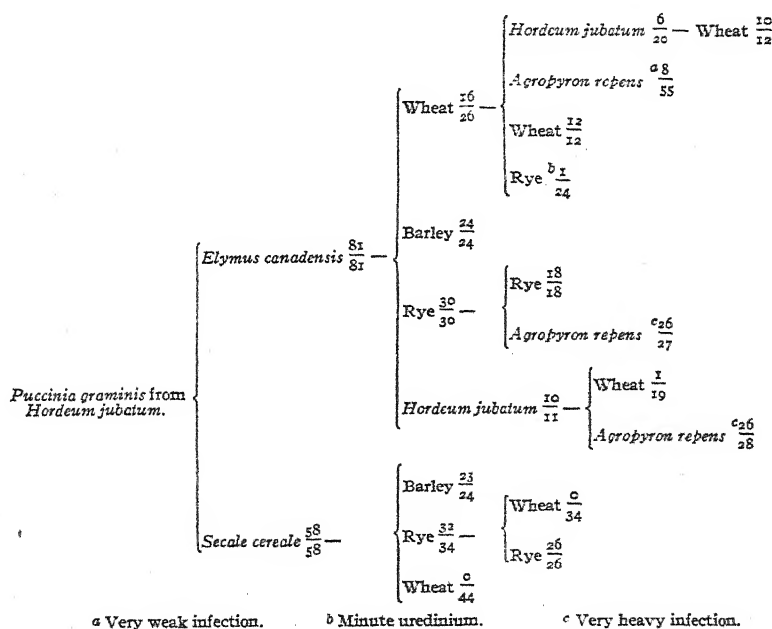 Hordeum jubatum 6/20 — Wheat 10/12
Agropyron repens a 8/55
Wheat 16/26 —
Wheat 12/12
Rye b 1/24
Barley 24/24
Elymus canadensis 81/81 —
Rye 18/18
Rye 30/30 —
Agropyron repens c 26/27
Wheat 1/19
Puccinia graminis from
Hordeum jubatum.
Hordeum jubatum 10/11 —
Agropyron repens c 26/28
Barley 23/24
Wheat 0/34
Secale cereale 58/58 —
Rye 32/34 —
Rye 26/26
Wheat 0/44
a Very weak infection. b Minute uredinium. c Very heavy infection.